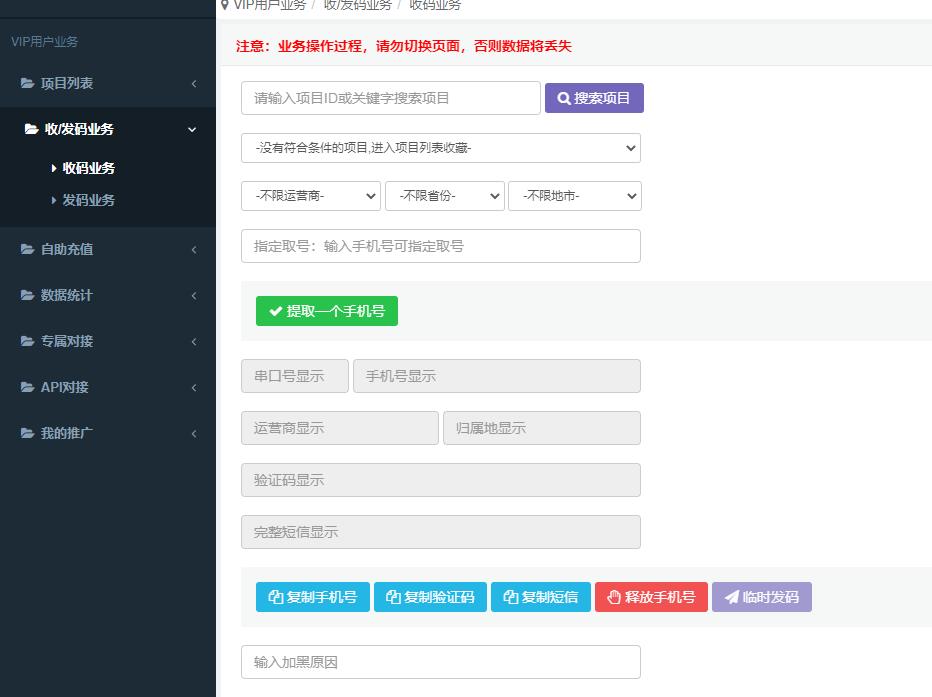 VIP用户业务 / 收/发码业务 / 收码业务
VIP用户业务
项目列表
收/发码业务
收码业务
发码业务
自助充值
数据统计
专属对接
API对接
我的推广
注意：业务操作过程，请勿切换页面，否则数据将丢失
请输入项目ID或关键字搜索项目 搜索项目
-没有符合条件的项目,进入项目列表收藏-
-不限运营商- -不限省份- -不限地市-
指定取号：输入手机号可指定取号
提取一个手机号
串口号显示 手机号显示
运营商显示 归属地显示
验证码显示
完整短信显示
复制手机号 复制验证码 复制短信 释放手机号 临时发码
输入加黑原因